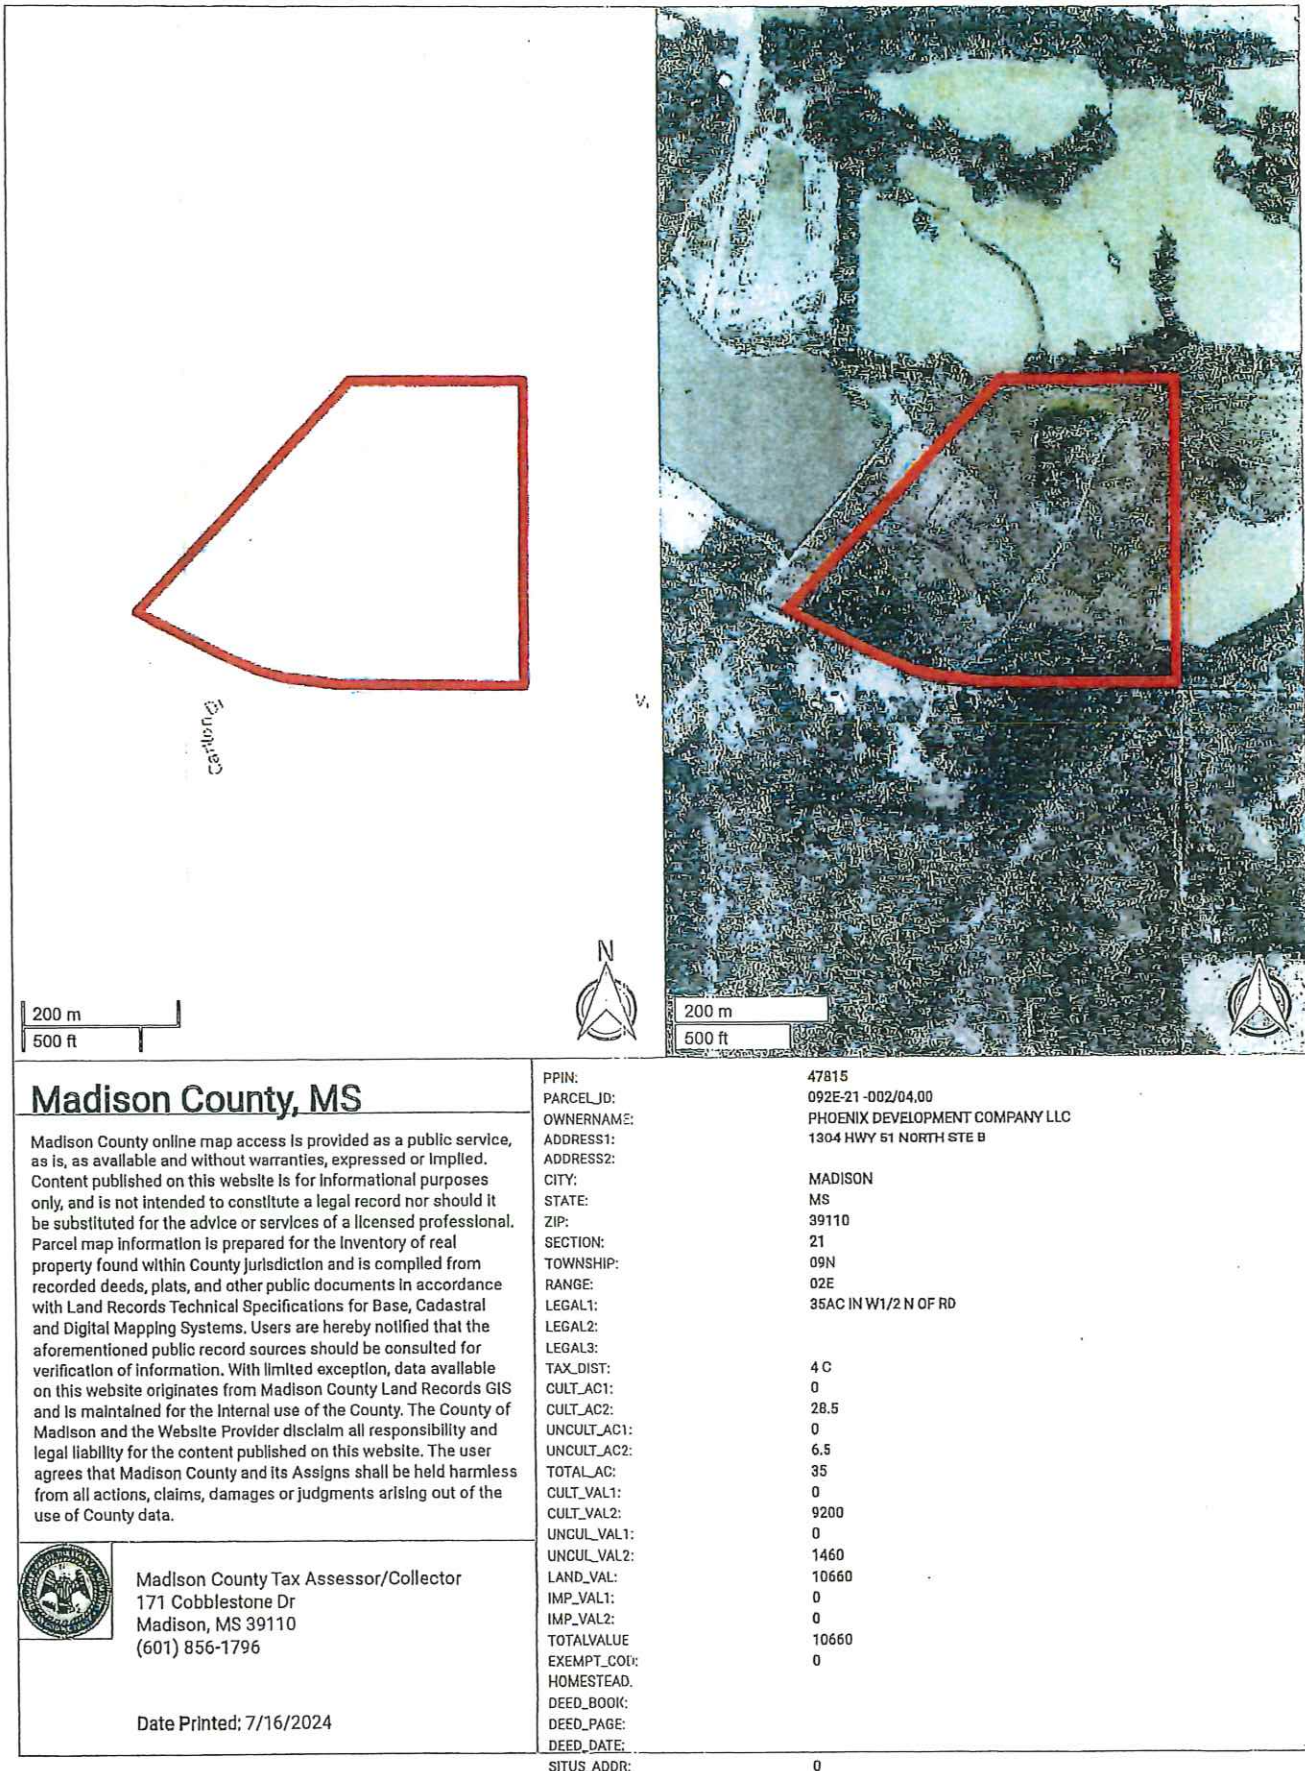 Canton Dr
N
200 m
500 ft
200 m
500 ft
Madison County, MS
Madison County online map access is provided as a public service,
as is, as available and without warranties, expressed or implied.
Content published on this website is for informational purposes
only, and is not intended to constitute a legal record nor should it
be substituted for the advice or services of a licensed professional.
Parcel map information is prepared for the inventory of real
property found within County jurisdiction and is compiled from
recorded deeds, plats, and other public documents in accordance
with Land Records Technical Specifications for Base, Cadastral
and Digital Mapping Systems. Users are hereby notified that the
aforementioned public record sources should be consulted for
verification of information. With limited exception, data available
on this website originates from Madison County Land Records GIS
and is maintained for the internal use of the County. The County of
Madison and the Website Provider disclaim all responsibility and
legal liability for the content published on this website. The user
agrees that Madison County and its Assigns shall be held harmless
from all actions, claims, damages or judgments arising out of the
use of County data.
Madison County Tax Assessor/Collector
171 Cobblestone Dr
Madison, MS 39110
(601) 856-1796
Date Printed: 7/16/2024
PPIN: 47815
PARCEL_ID: 092E-21 -002/04.00
OWNERNAME: PHOENIX DEVELOPMENT COMPANY LLC
ADDRESS1: 1304 HWY 51 NORTH STE B
ADDRESS2:
CITY: MADISON
STATE: MS
ZIP: 39110
SECTION: 21
TOWNSHIP: 09N
RANGE: 02E
LEGAL1: 35AC IN W1/2 N OF RD
LEGAL2:
LEGAL3:
TAX_DIST: 4 C
CULT_AC1: 0
CULT_AC2: 28.5
UNCULT_AC1: 0
UNCULT_AC2: 6.5
TOTAL_AC: 35
CULT_VAL1: 0
CULT_VAL2: 9200
UNCUL_VAL1: 0
UNCUL_VAL2: 1460
LAND_VAL: 10660
IMP_VAL1: 0
IMP_VAL2: 0
TOTALVALUE 10660
EXEMPT_COD: 0
HOMESTEAD.
DEED_BOOK:
DEED_PAGE:
DEED_DATE:
SITUS_ADDR: 0